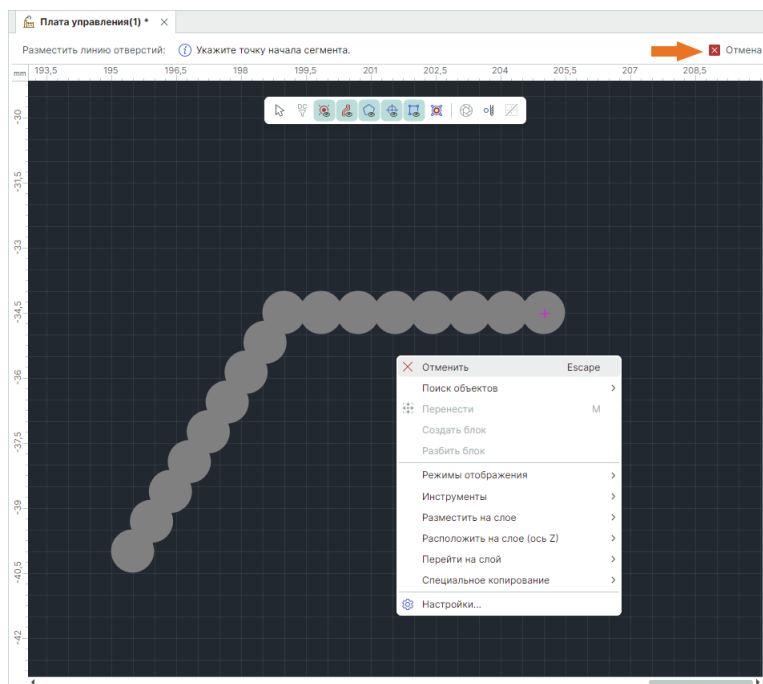 Плата управления(1) *
Разместить линию отверстий: Укажите точку начала сегмента. Отмена
mm 193,5 195 196,5 198 199,5 201 202,5 204 205,5 207 208,5
-30
-31,5
-33
-34,5
-36
-37,5
-39
-40,5
-42
Отменить Escape
Поиск объектов
Перенести M
Создать блок
Разбить блок
Режимы отображения
Инструменты
Разместить на слое
Расположить на слое (ось Z)
Перейти на слой
Специальное копирование
Настройки...